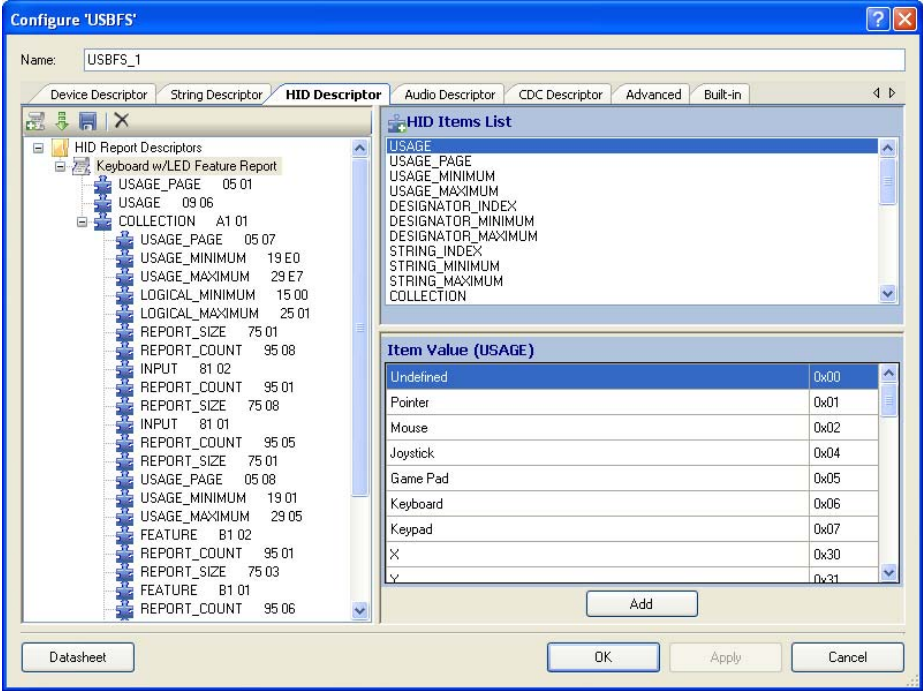 Configure 'USBFS'
Name: USBFS_1
Device Descriptor String Descriptor HID Descriptor Audio Descriptor CDC Descriptor Advanced Built-in
HID Report Descriptors
Keyboard w/LED Feature Report
USAGE_PAGE 05 01
USAGE 09 06
COLLECTION A1 01
USAGE_PAGE 05 07
USAGE_MINIMUM 19 E0
USAGE_MAXIMUM 29 E7
LOGICAL_MINIMUM 15 00
LOGICAL_MAXIMUM 25 01
REPORT_SIZE 75 01
REPORT_COUNT 95 08
INPUT 81 02
REPORT_COUNT 95 01
REPORT_SIZE 75 08
INPUT 81 01
REPORT_COUNT 95 05
REPORT_SIZE 75 01
USAGE_PAGE 05 08
USAGE_MINIMUM 19 01
USAGE_MAXIMUM 29 05
FEATURE B1 02
REPORT_COUNT 95 01
REPORT_SIZE 75 03
FEATURE B1 01
REPORT_COUNT 95 06
HID Items List
USAGE
USAGE_PAGE
USAGE_MINIMUM
USAGE_MAXIMUM
DESIGNATOR_INDEX
DESIGNATOR_MINIMUM
DESIGNATOR_MAXIMUM
STRING_INDEX
STRING_MINIMUM
STRING_MAXIMUM
COLLECTION
Item Value (USAGE)
Undefined 0x00
Pointer 0x01
Mouse 0x02
Joystick 0x04
Game Pad 0x05
Keyboard 0x06
Keypad 0x07
X 0x30
Y 0x31
Add
Datasheet OK Apply Cancel